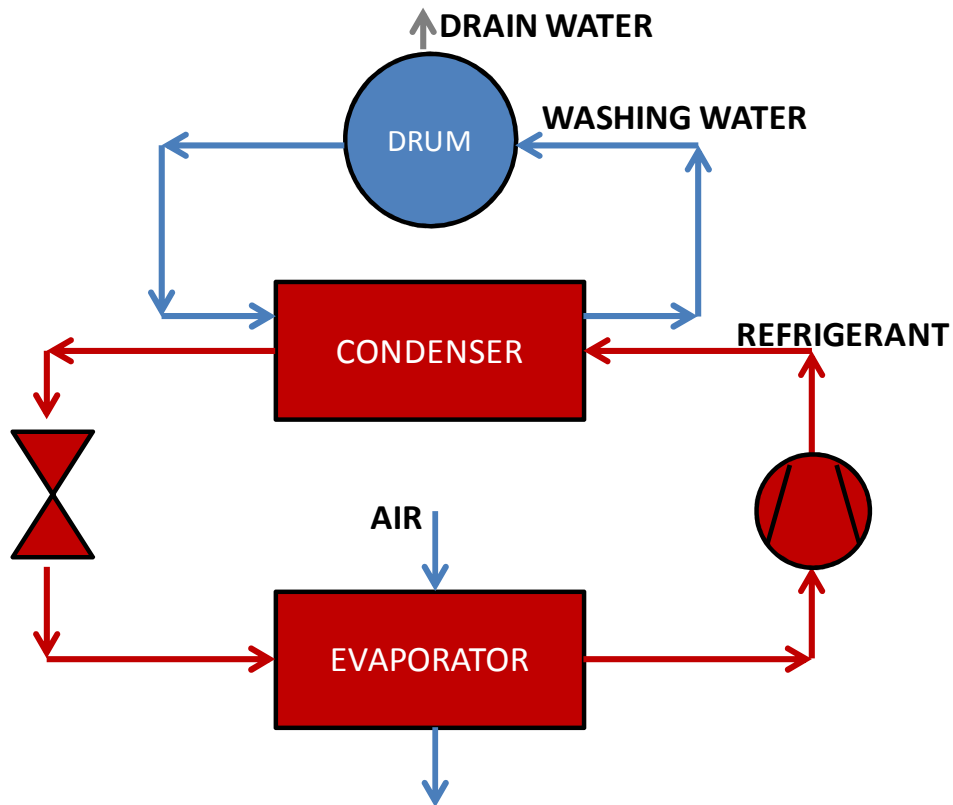 DRAIN WATER
WASHING WATER
DRUM
CONDENSER
REFRIGERANT
AIR
EVAPORATOR